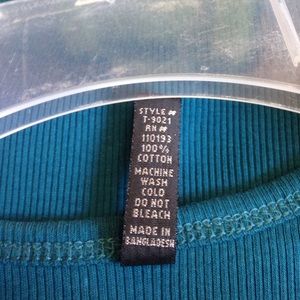 STYLE #
T-9021
RN #
110193
100%
COTTON
MACHINE
WASH
COLD
DO NOT
BLEACH
MADE IN
BANGLADESH